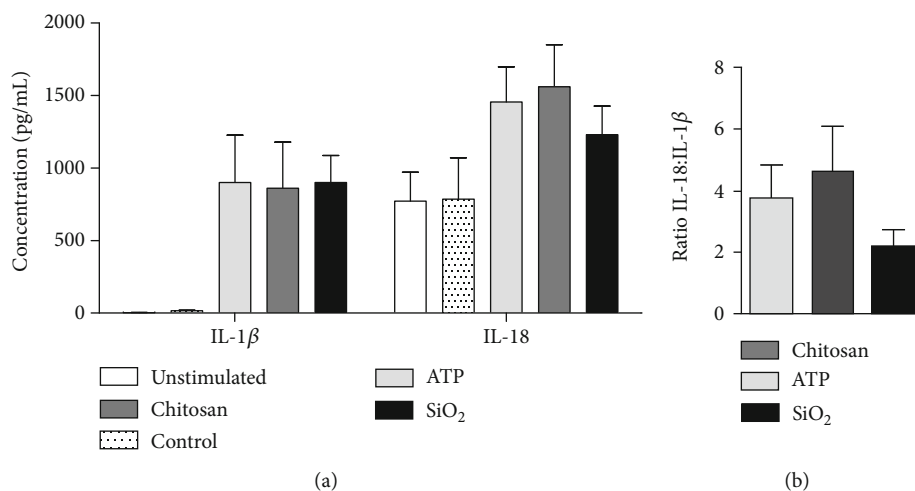 2000
1500
1000
500
0
Concentration (pg/mL)
IL-1β
IL-18
Unstimulated
Chitosan
Control
ATP
SiO₂
(a)
8
6
4
2
0
Ratio IL-18:IL-1β
Chitosan
ATP
SiO₂
(b)